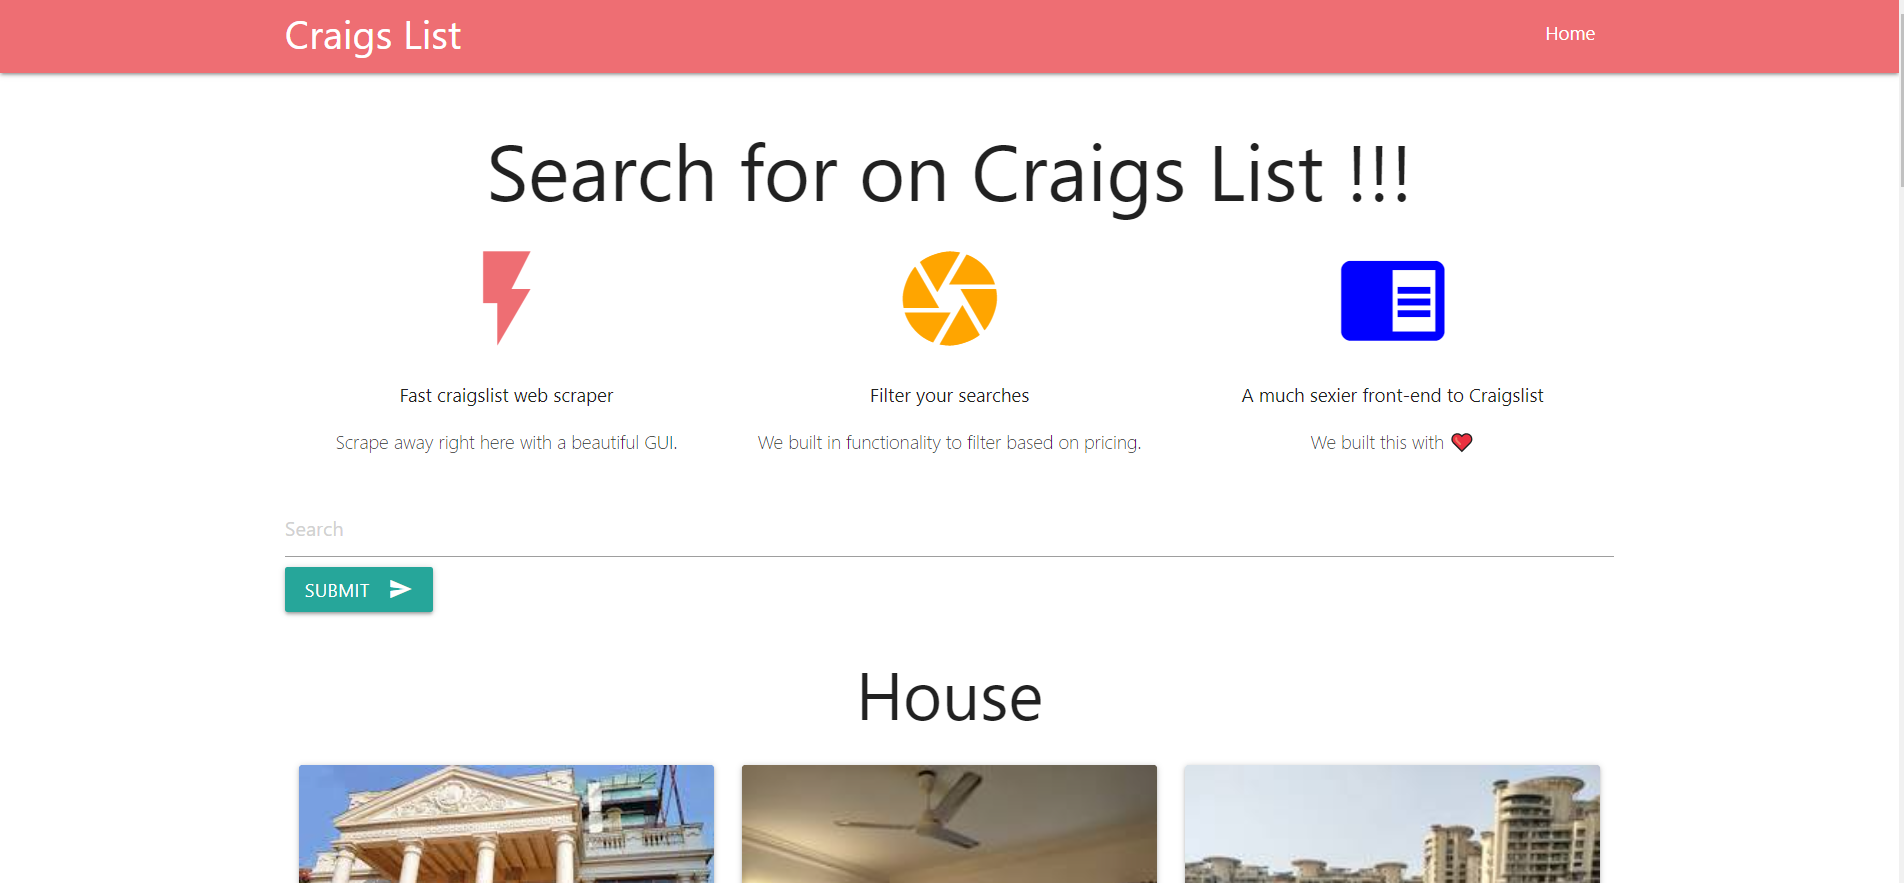 Craigs List
Home
Search for on Craigs List !!!
Fast craigslist web scraper
Filter your searches
A much sexier front-end to Craigslist
Scrape away right here with a beautiful GUI.
We built in functionality to filter based on pricing.
We built this with ❤️
Search
SUBMIT
House